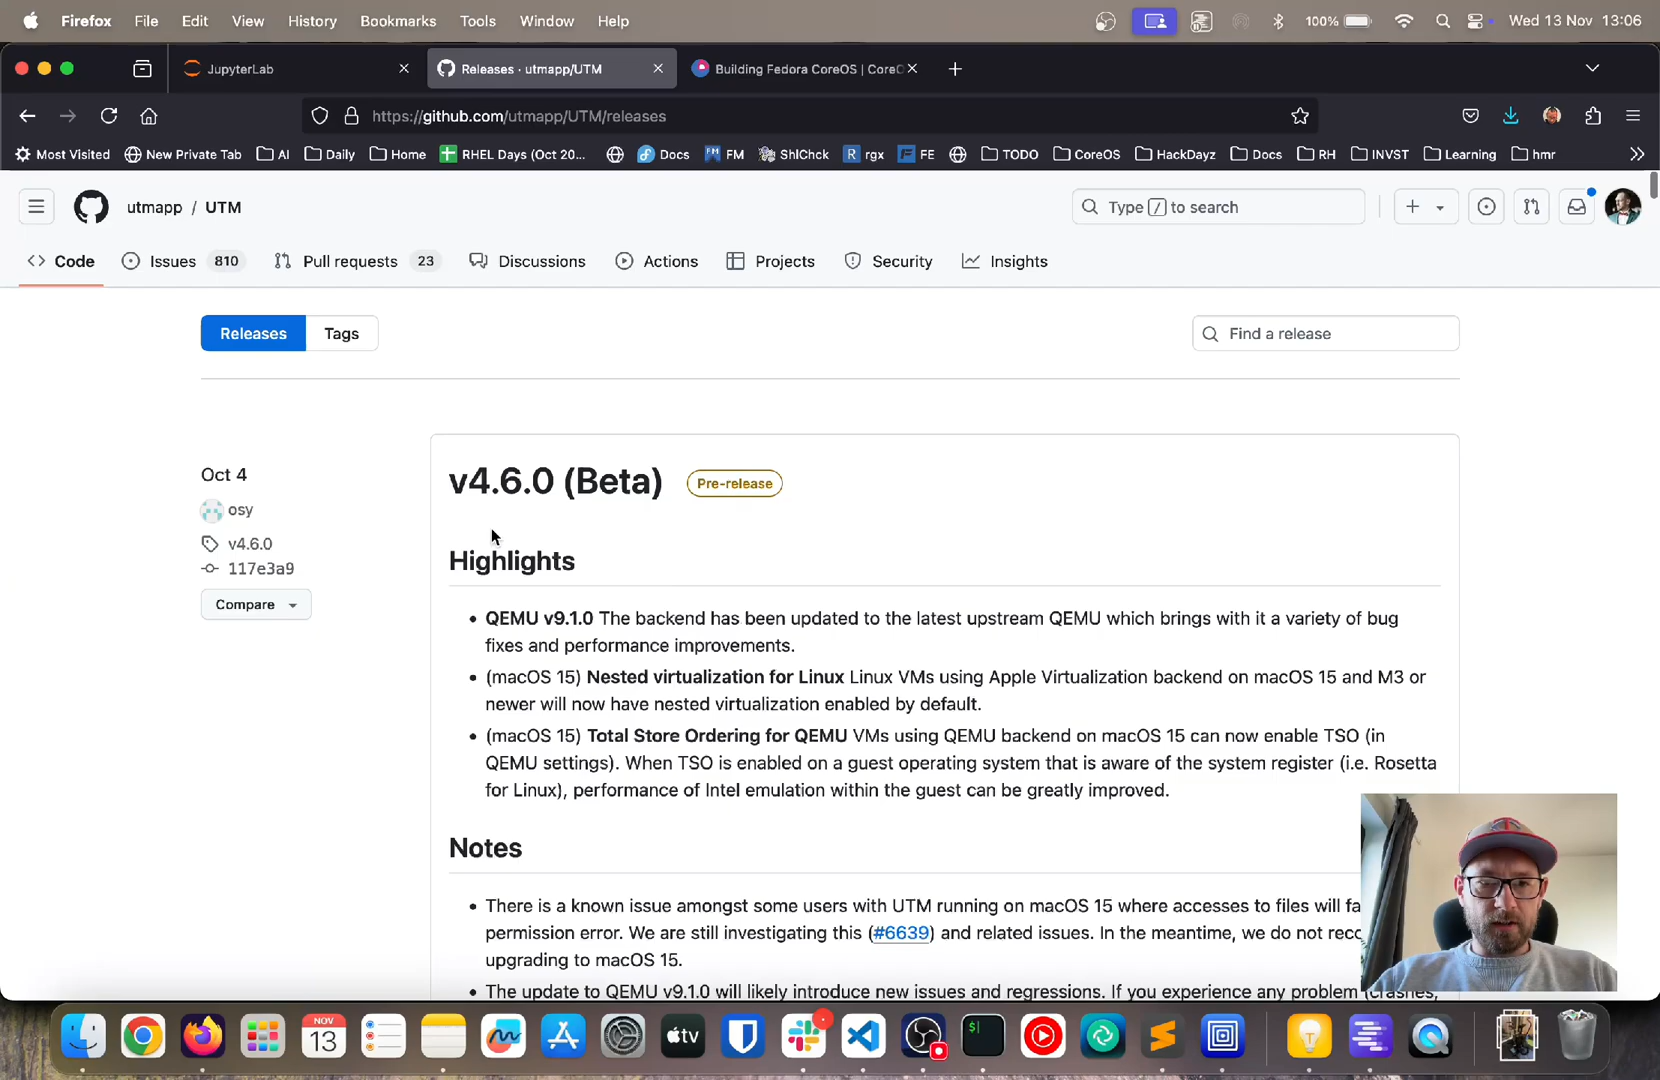 Firefox File Edit View History Bookmarks Tools Window Help 100% Wed 13 Nov 13:06
JupyterLab Releases · utmapp/UTM Building Fedora CoreOS | CoreO
https://github.com/utmapp/UTM/releases
Most Visited New Private Tab AI Daily Home RHEL Days (Oct 20... Docs FM ShlChck rgx FE TODO CoreOS HackDayz Docs RH INVST Learning hmr
utmapp / UTM Type / to search
Code Issues 810 Pull requests 23 Discussions Actions Projects Security Insights
Releases Tags Find a release
Oct 4
osy
v4.6.0
117e3a9
Compare
v4.6.0 (Beta) Pre-release
Highlights
• QEMU v9.1.0 The backend has been updated to the latest upstream QEMU which brings with it a variety of bug
fixes and performance improvements.
• (macOS 15) Nested virtualization for Linux Linux VMs using Apple Virtualization backend on macOS 15 and M3 or
newer will now have nested virtualization enabled by default.
• (macOS 15) Total Store Ordering for QEMU VMs using QEMU backend on macOS 15 can now enable TSO (in
QEMU settings). When TSO is enabled on a guest operating system that is aware of the system register (i.e. Rosetta
for Linux), performance of Intel emulation within the guest can be greatly improved.
Notes
• There is a known issue amongst some users with UTM running on macOS 15 where accesses to files will fa
permission error. We are still investigating this (#6639) and related issues. In the meantime, we do not reco
upgrading to macOS 15.
• The update to QEMU v9.1.0 will likely introduce new issues and regressions. If you experience any problem (crashes,
NOV
13
tv
$